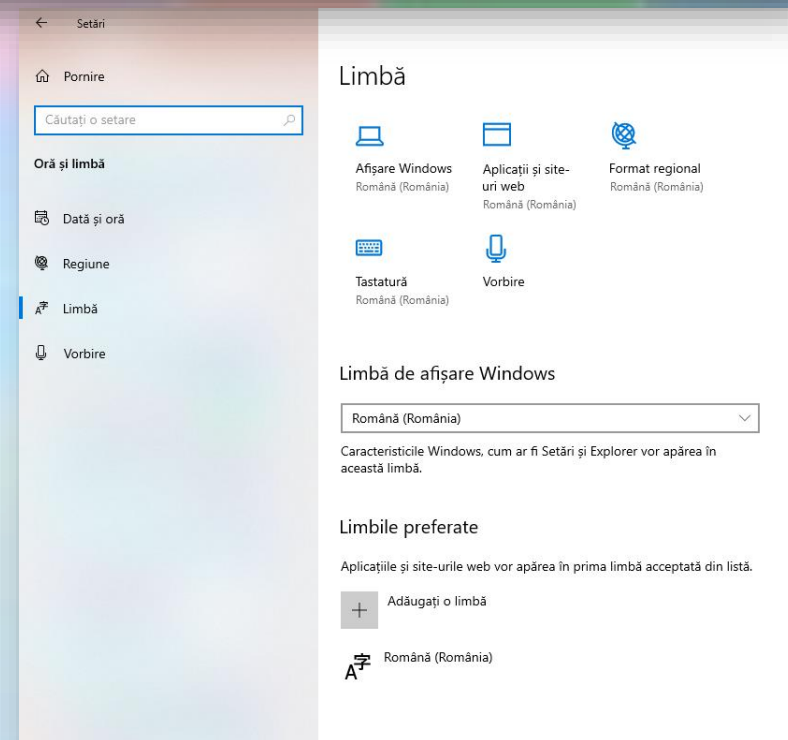 Setări
Pornire
Căutați o setare
Oră și limbă
Dată și oră
Regiune
Limbă
Vorbire
Limbă
Afișare Windows
Română (România)
Aplicații și site-
uri web
Română (România)
Format regional
Română (România)
Tastatură
Română (România)
Vorbire
Limbă de afișare Windows
Română (România)
Caracteristicile Windows, cum ar fi Setări și Explorer vor apărea în
această limbă.
Limbile preferate
Aplicațiile și site-urile web vor apărea în prima limbă acceptată din listă.
Adăugați o limbă
Română (România)